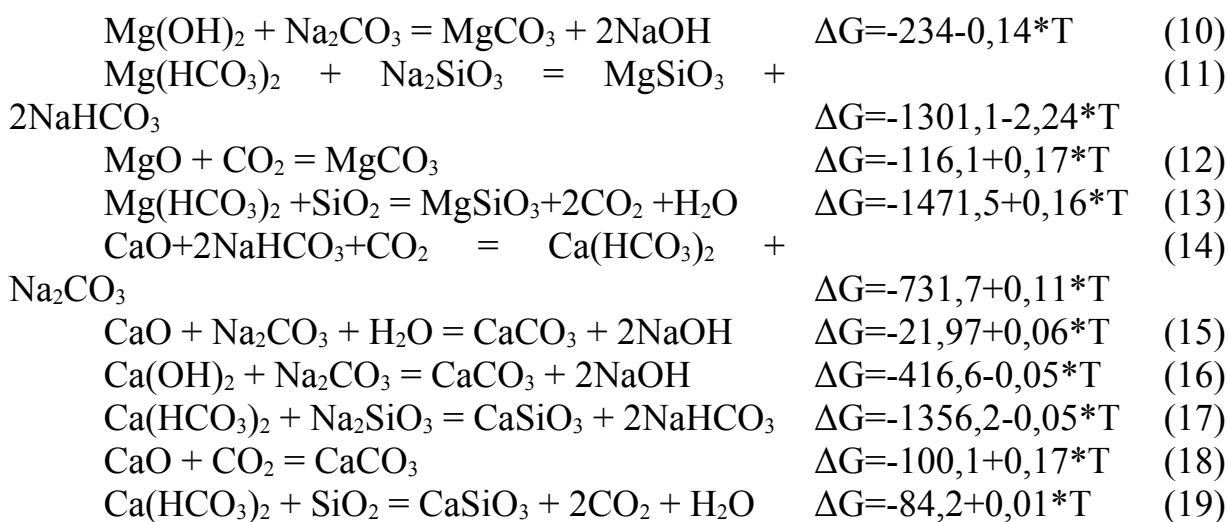 Mg(OH)₂ + Na₂CO₃ = MgCO₃ + 2NaOH ΔG=-234-0,14*T (10)
Mg(HCO₃)₂ + Na₂SiO₃ = MgSiO₃ + (11)
2NaHCO₃ ΔG=-1301,1-2,24*T
MgO + CO₂ = MgCO₃ ΔG=-116,1+0,17*T (12)
Mg(HCO₃)₂ +SiO₂ = MgSiO₃+2CO₂ +H₂O ΔG=-1471,5+0,16*T (13)
CaO+2NaHCO₃+CO₂ = Ca(HCO₃)₂ + (14)
Na₂CO₃ ΔG=-731,7+0,11*T
CaO + Na₂CO₃ + H₂O = CaCO₃ + 2NaOH ΔG=-21,97+0,06*T (15)
Ca(OH)₂ + Na₂CO₃ = CaCO₃ + 2NaOH ΔG=-416,6-0,05*T (16)
Ca(HCO₃)₂ + Na₂SiO₃ = CaSiO₃ + 2NaHCO₃ ΔG=-1356,2-0,05*T (17)
CaO + CO₂ = CaCO₃ ΔG=-100,1+0,17*T (18)
Ca(HCO₃)₂ + SiO₂ = CaSiO₃ + 2CO₂ + H₂O ΔG=-84,2+0,01*T (19)